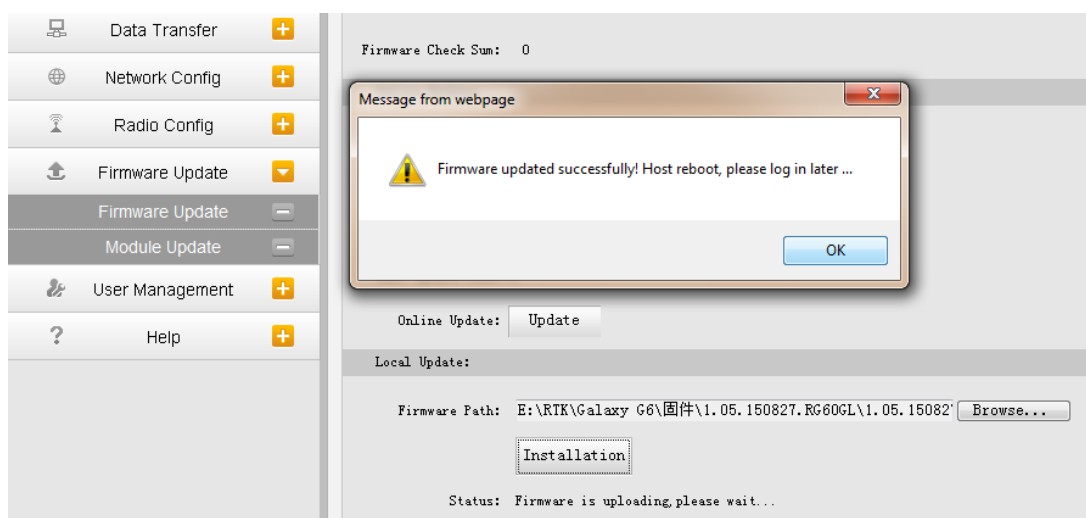 Data Transfer
Network Config
Radio Config
Firmware Update
Firmware Update
Module Update
User Management
? Help
Firmware Check Sum: 0
Message from webpage
Firmware updated successfully! Host reboot, please log in later ...
OK
Online Update: Update
Local Update:
Firmware Path: E:\RTK\Galaxy G6\固件\1.05.150827.RG60GL\1.05.15082 Browse...
Installation
Status: Firmware is uploading,please wait...